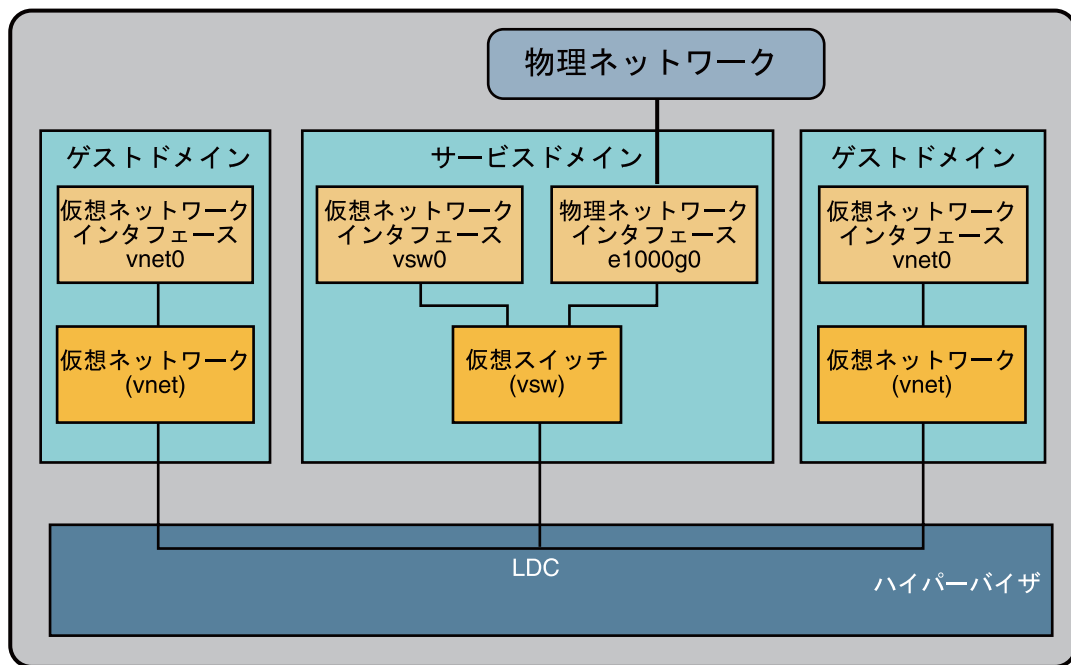 物理ネットワーク
ゲストドメイン
仮想ネットワーク
インタフェース
vnet0
仮想ネットワーク
(vnet)
サービスドメイン
仮想ネットワーク
インタフェース
vsw0
物理ネットワーク
インタフェース
e1000g0
仮想スイッチ
(vsw)
ゲストドメイン
仮想ネットワーク
インタフェース
vnet0
仮想ネットワーク
(vnet)
LDC
ハイパーバイザ